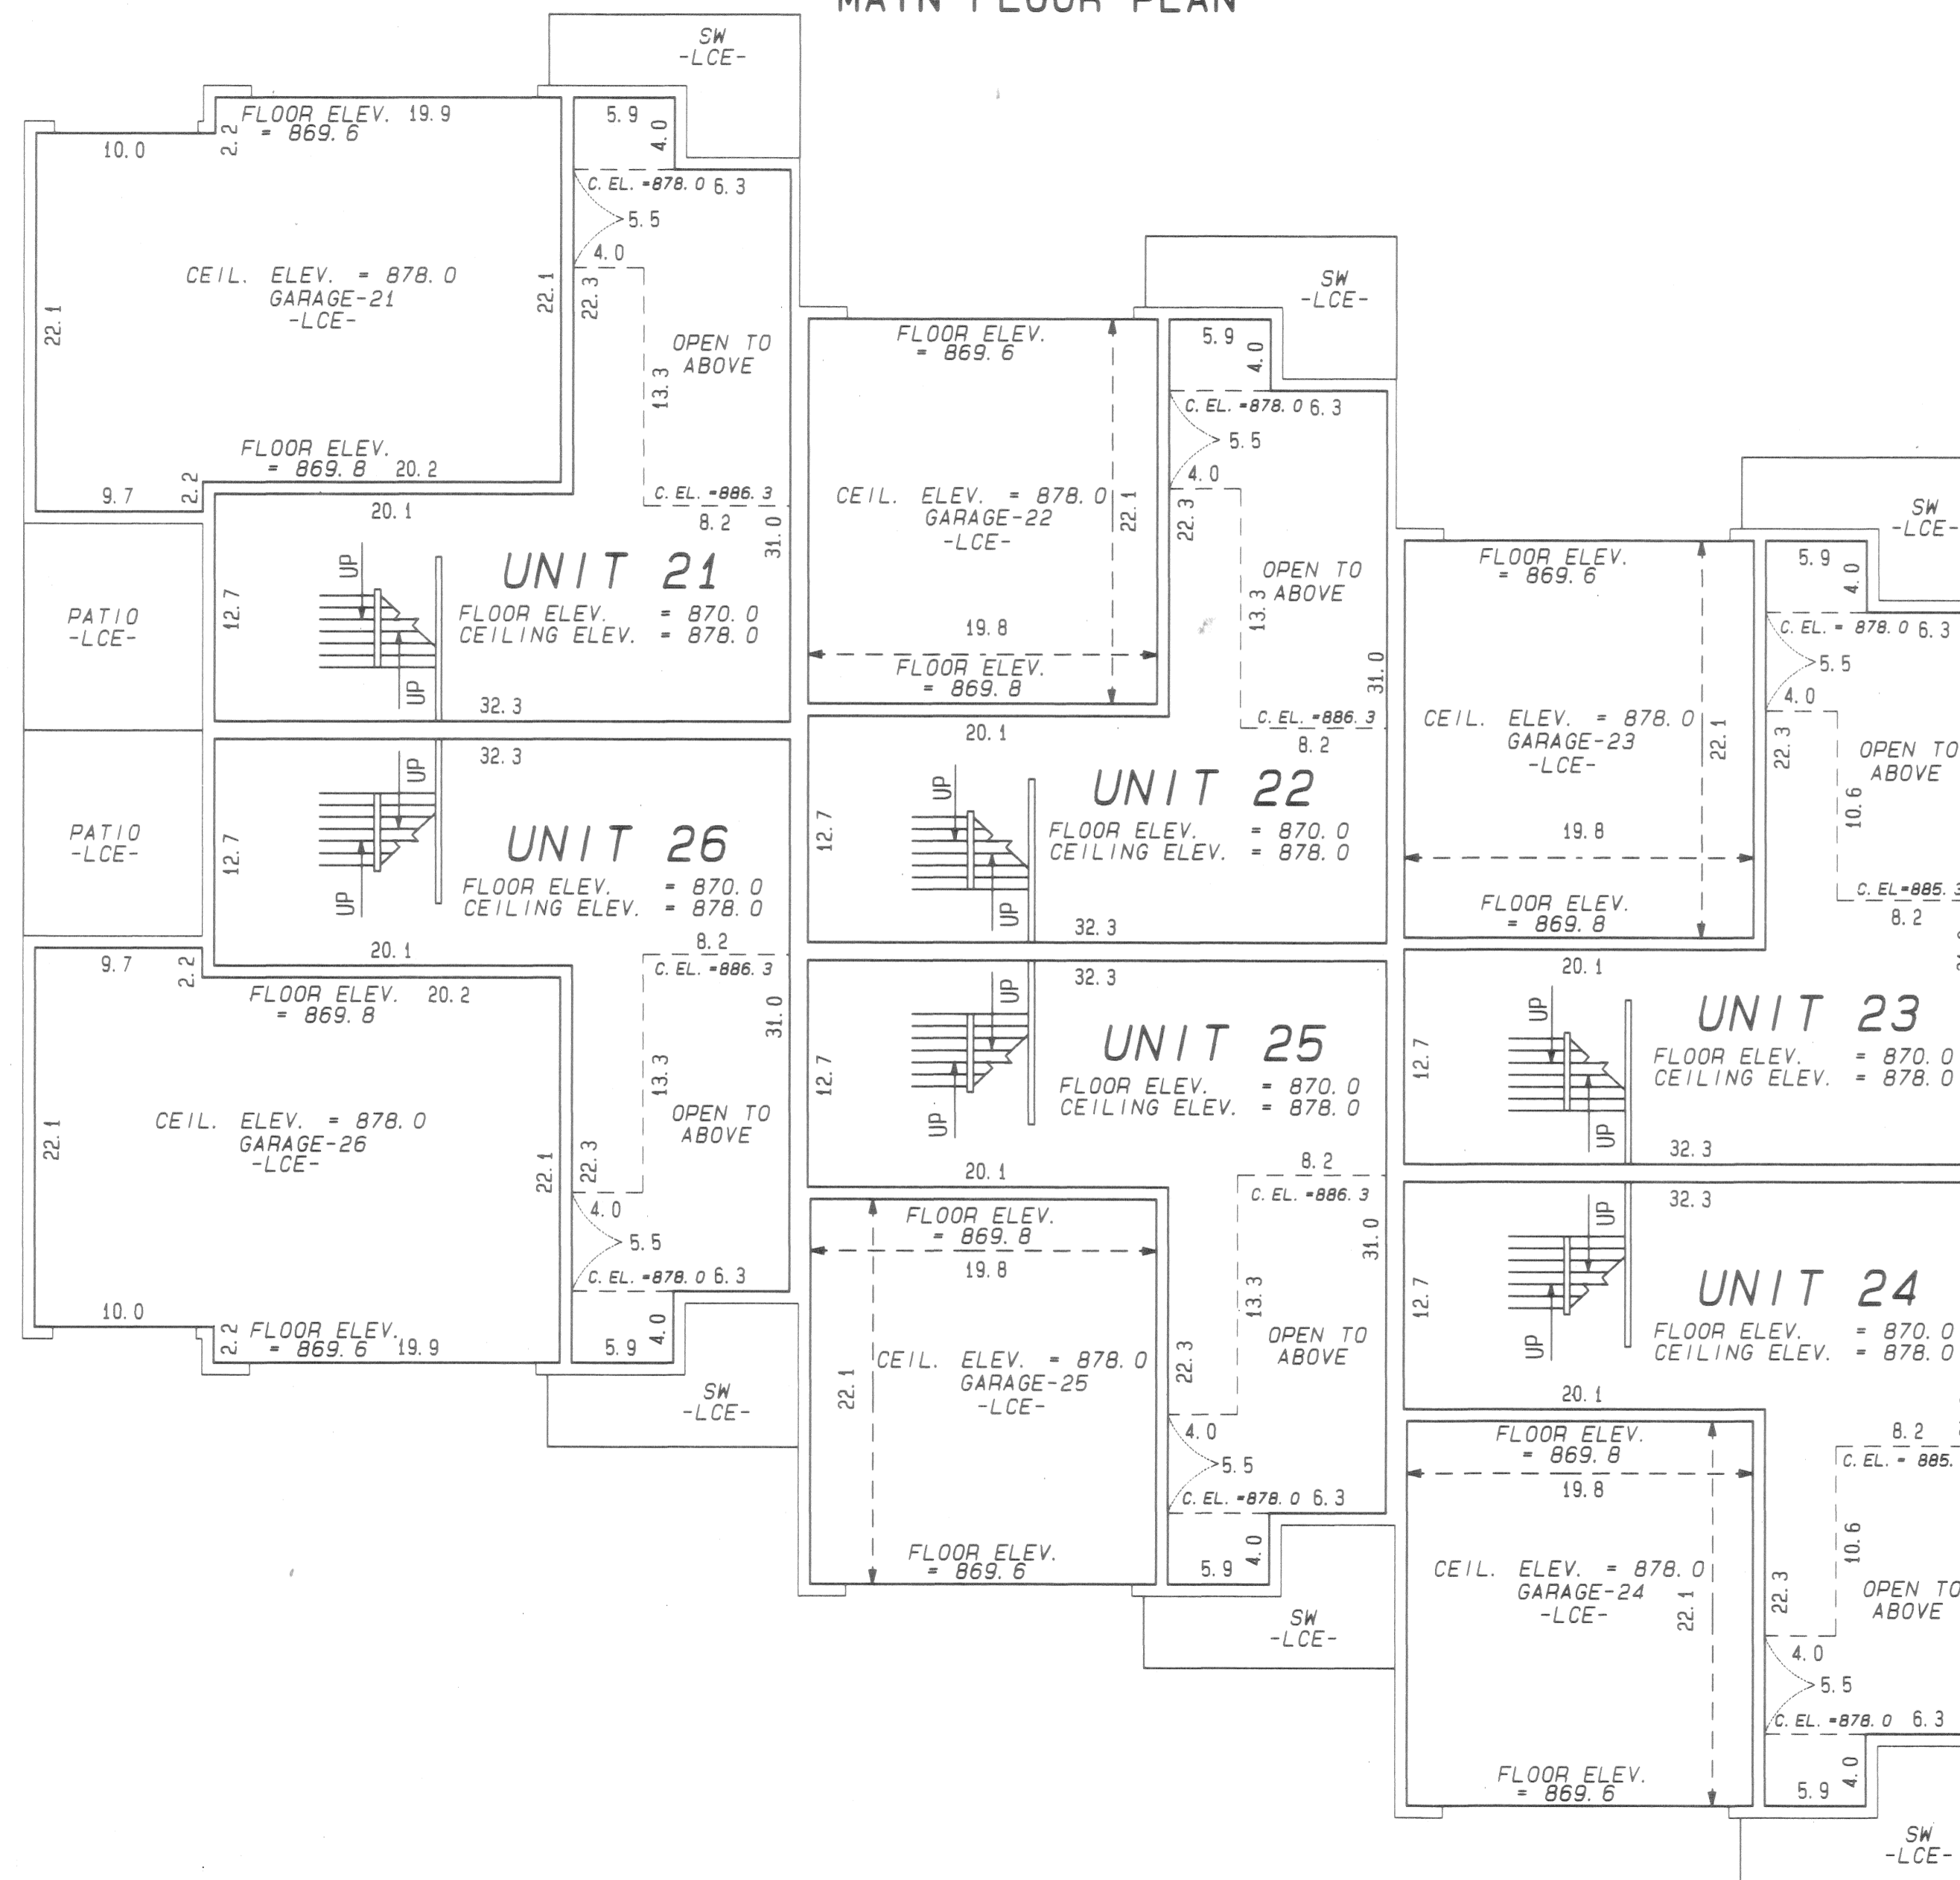 MAIN FLOOR PLAN
SW
-LCE-
FLOOR ELEV. 19.9
= 869.6
10.0
2.2
5.9
4.0
C. EL. =878.0 6.3
5.5
4.0
CEIL. ELEV. = 878.0
GARAGE-21
-LCE-
22.1
22.1
22.3
OPEN TO
ABOVE
13.3
FLOOR ELEV.
= 869.8 20.2
9.7
2.2
20.1
C. EL. =886.3
8.2
31.0
UNIT 21
FLOOR ELEV. = 870.0
CEILING ELEV. = 878.0
12.7
UP
UP
32.3
PATIO
-LCE-
PATIO
-LCE-
32.3
UP
UP
12.7
UNIT 26
FLOOR ELEV. = 870.0
CEILING ELEV. = 878.0
20.1
8.2
C. EL. =886.3
9.7
2.2
FLOOR ELEV. 20.2
= 869.8
31.0
13.3
OPEN TO
ABOVE
CEIL. ELEV. = 878.0
GARAGE-26
-LCE-
22.1
22.1
22.3
4.0
5.5
C. EL. =878.0 6.3
10.0
2.2
FLOOR ELEV.
= 869.6 19.9
5.9
4.0
SW
-LCE-
SW
-LCE-
FLOOR ELEV.
= 869.6
5.9
4.0
C. EL. =878.0 6.3
5.5
4.0
CEIL. ELEV. = 878.0
GARAGE-22
-LCE-
22.1
22.3
OPEN TO
ABOVE
13.3
19.8
FLOOR ELEV.
= 869.8
31.0
C. EL. =886.3
8.2
20.1
UNIT 22
FLOOR ELEV. = 870.0
CEILING ELEV. = 878.0
12.7
UP
UP
32.3
32.3
UP
UP
12.7
UNIT 25
FLOOR ELEV. = 870.0
CEILING ELEV. = 878.0
20.1
8.2
C. EL. =886.3
FLOOR ELEV.
= 869.8
19.8
31.0
13.3
OPEN TO
ABOVE
CEIL. ELEV. = 878.0
GARAGE-25
-LCE-
22.1
22.3
4.0
5.5
C. EL. =878.0 6.3
FLOOR ELEV.
= 869.6
5.9
4.0
SW
-LCE-
SW
-LCE-
FLOOR ELEV.
= 869.6
5.9
4.0
C. EL. = 878.0 6.3
5.5
4.0
CEIL. ELEV. = 878.0
GARAGE-23
-LCE-
22.1
22.3
OPEN TO
ABOVE
10.6
19.8
FLOOR ELEV.
= 869.8
C. EL=885.3
8.2
20.1
UNIT 23
FLOOR ELEV. = 870.0
CEILING ELEV. = 878.0
12.7
UP
UP
32.3
32.3
UP
UP
12.7
UNIT 24
FLOOR ELEV. = 870.0
CEILING ELEV. = 878.0
20.1
8.2
C. EL. = 885.
FLOOR ELEV.
= 869.8
19.8
10.6
OPEN TO
ABOVE
CEIL. ELEV. = 878.0
GARAGE-24
-LCE-
22.1
22.3
4.0
5.5
C. EL. =878.0 6.3
FLOOR ELEV.
= 869.6
5.9
4.0
SW
-LCE-